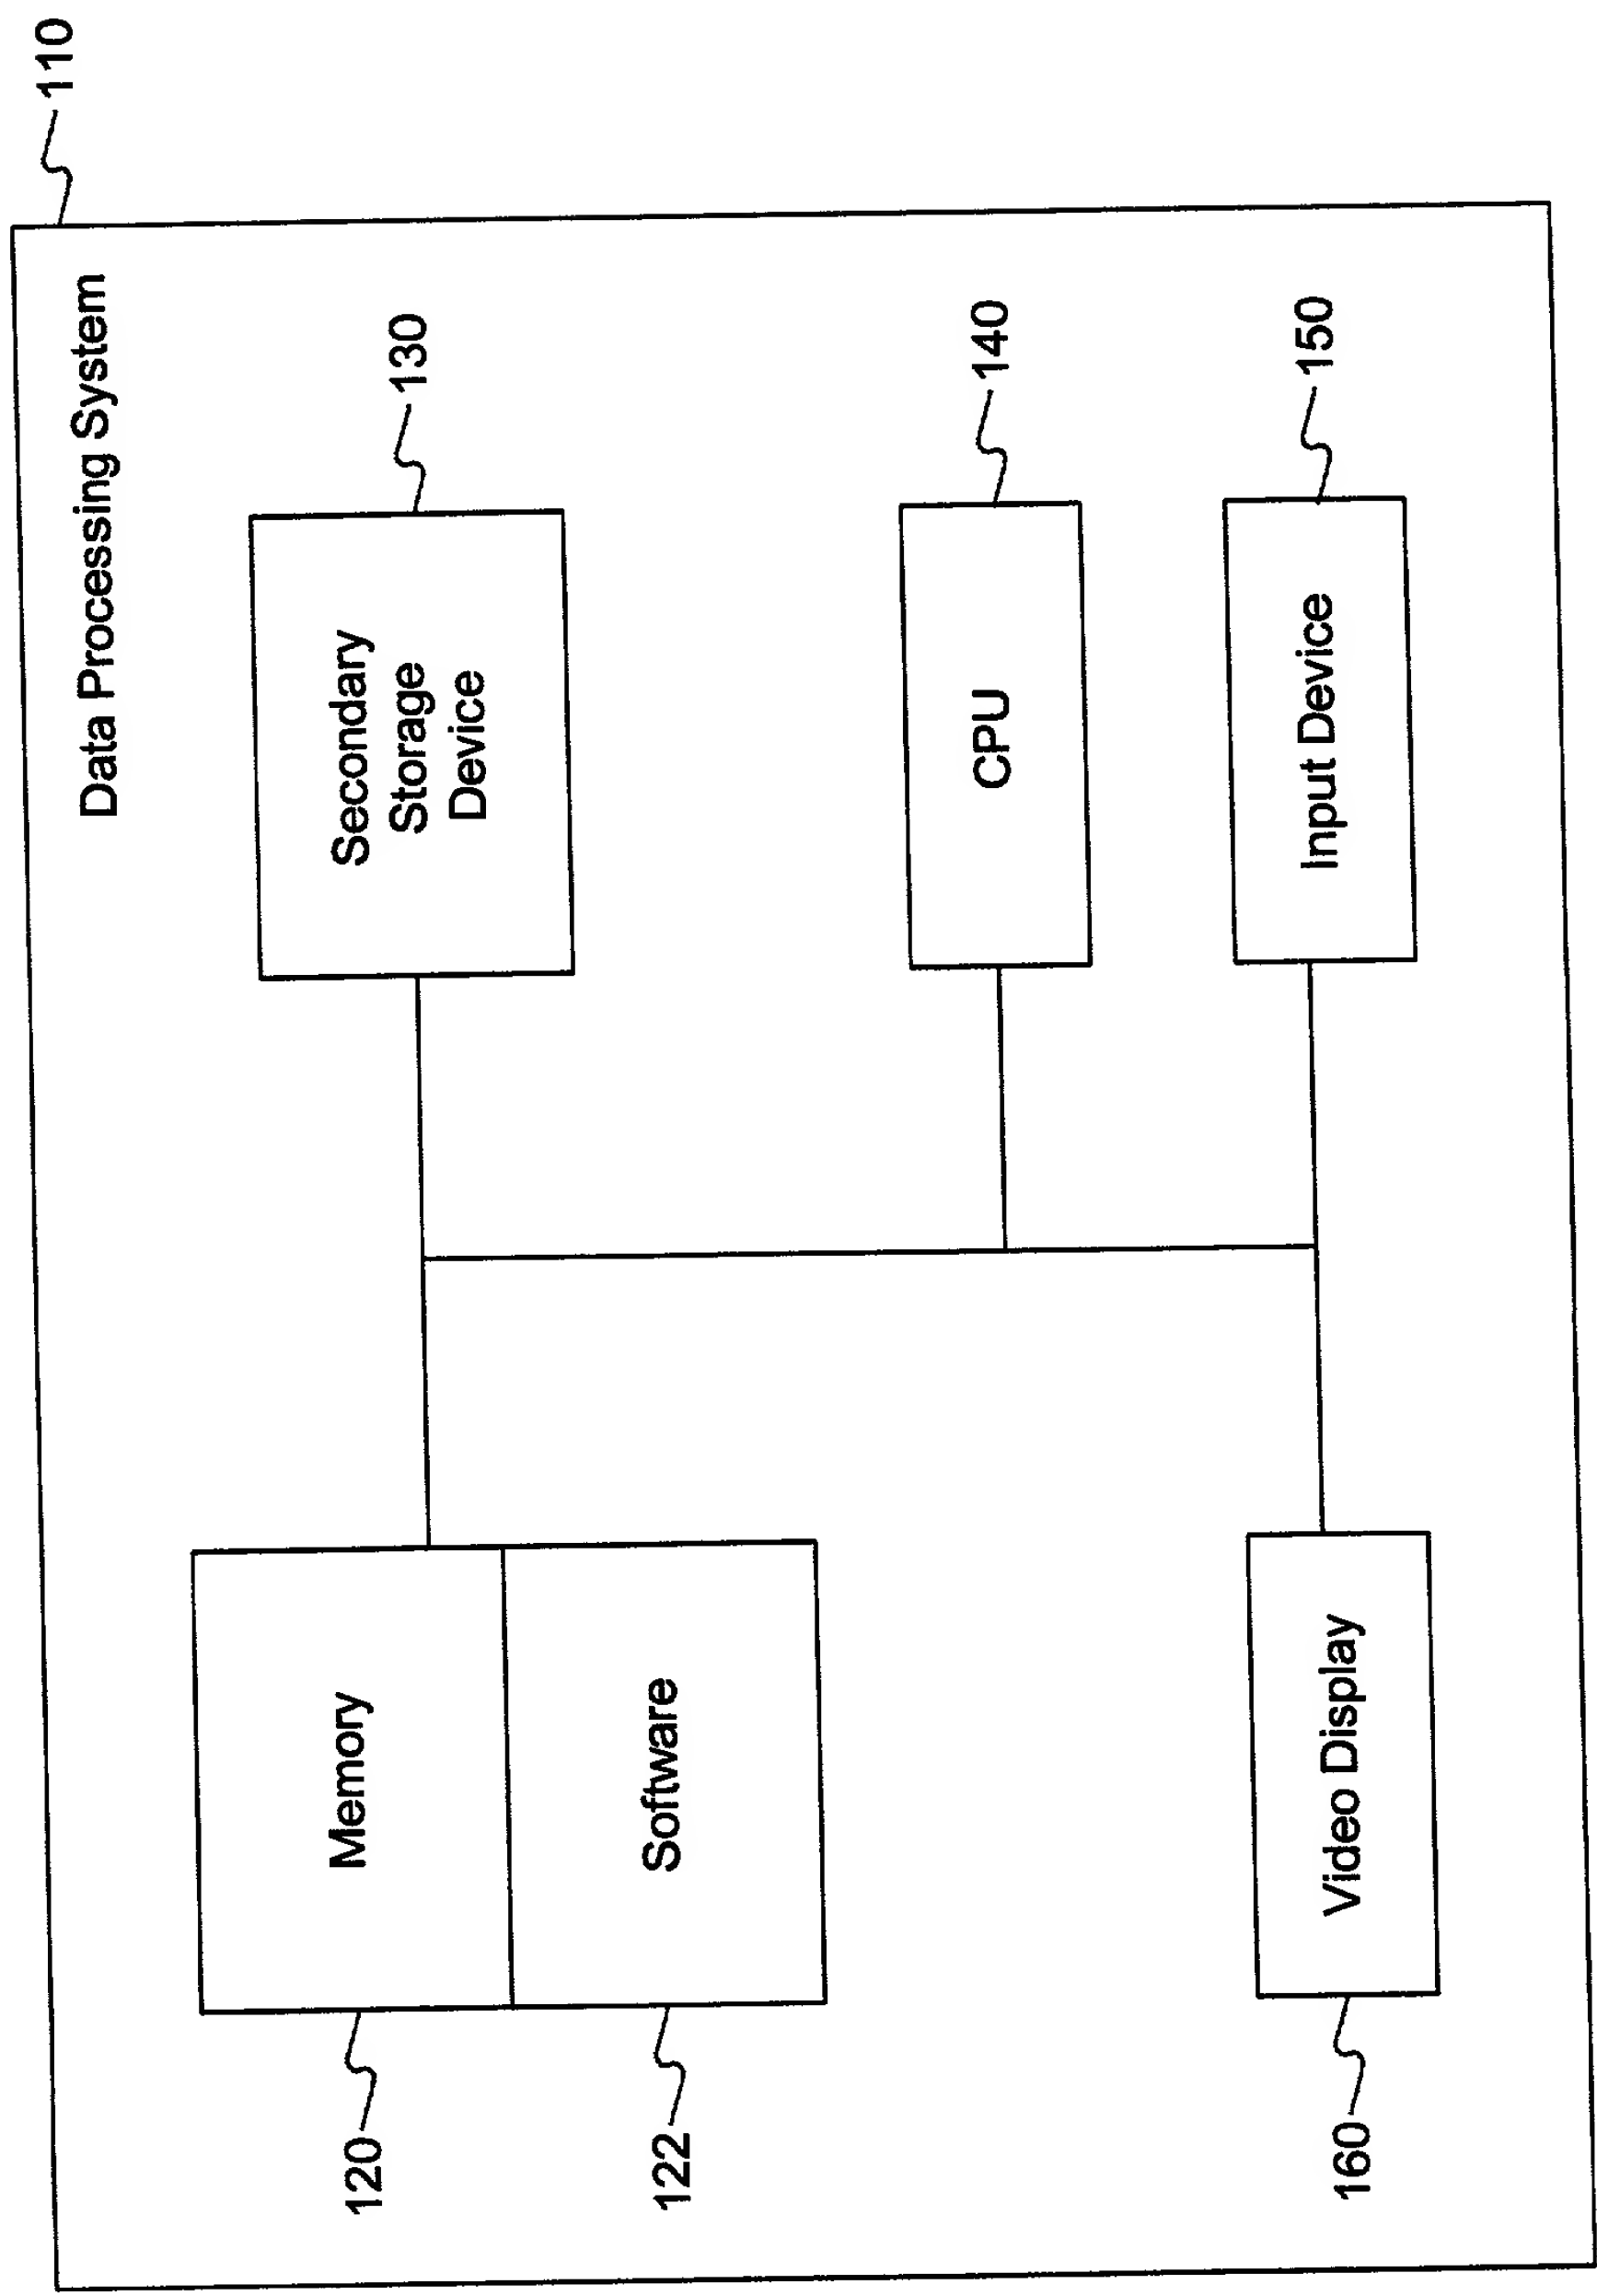 110
Data Processing System
120
Memory
Secondary
Storage
Device
130
122
Software
CPU
140
160
Video Display
Input Device
150